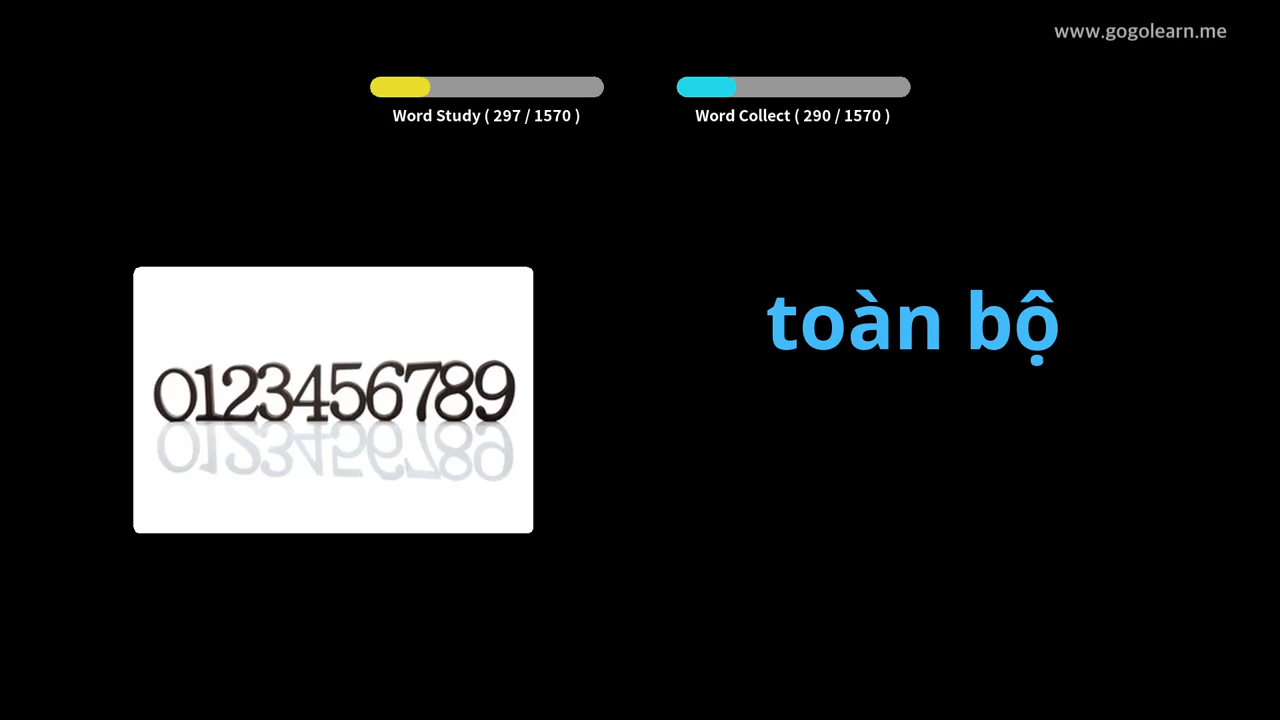 www.gogolearn.me
Word Study ( 297 / 1570 )
Word Collect ( 290 / 1570 )
toàn bộ
0123456789